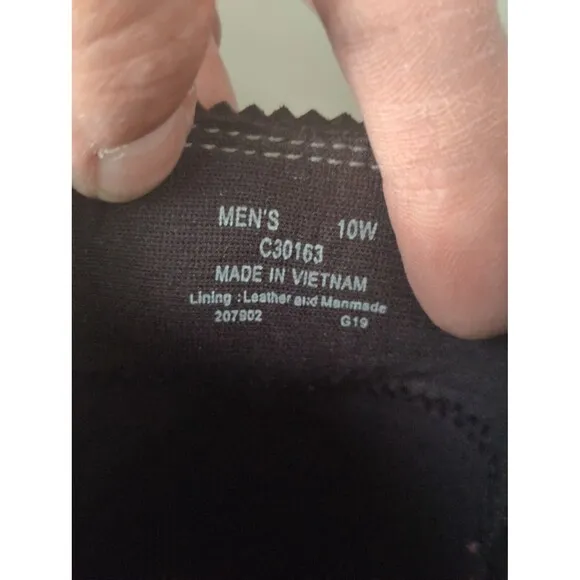 MEN'S 10W
C30163
MADE IN VIETNAM
Lining : Leather and Manmade
207902 G19